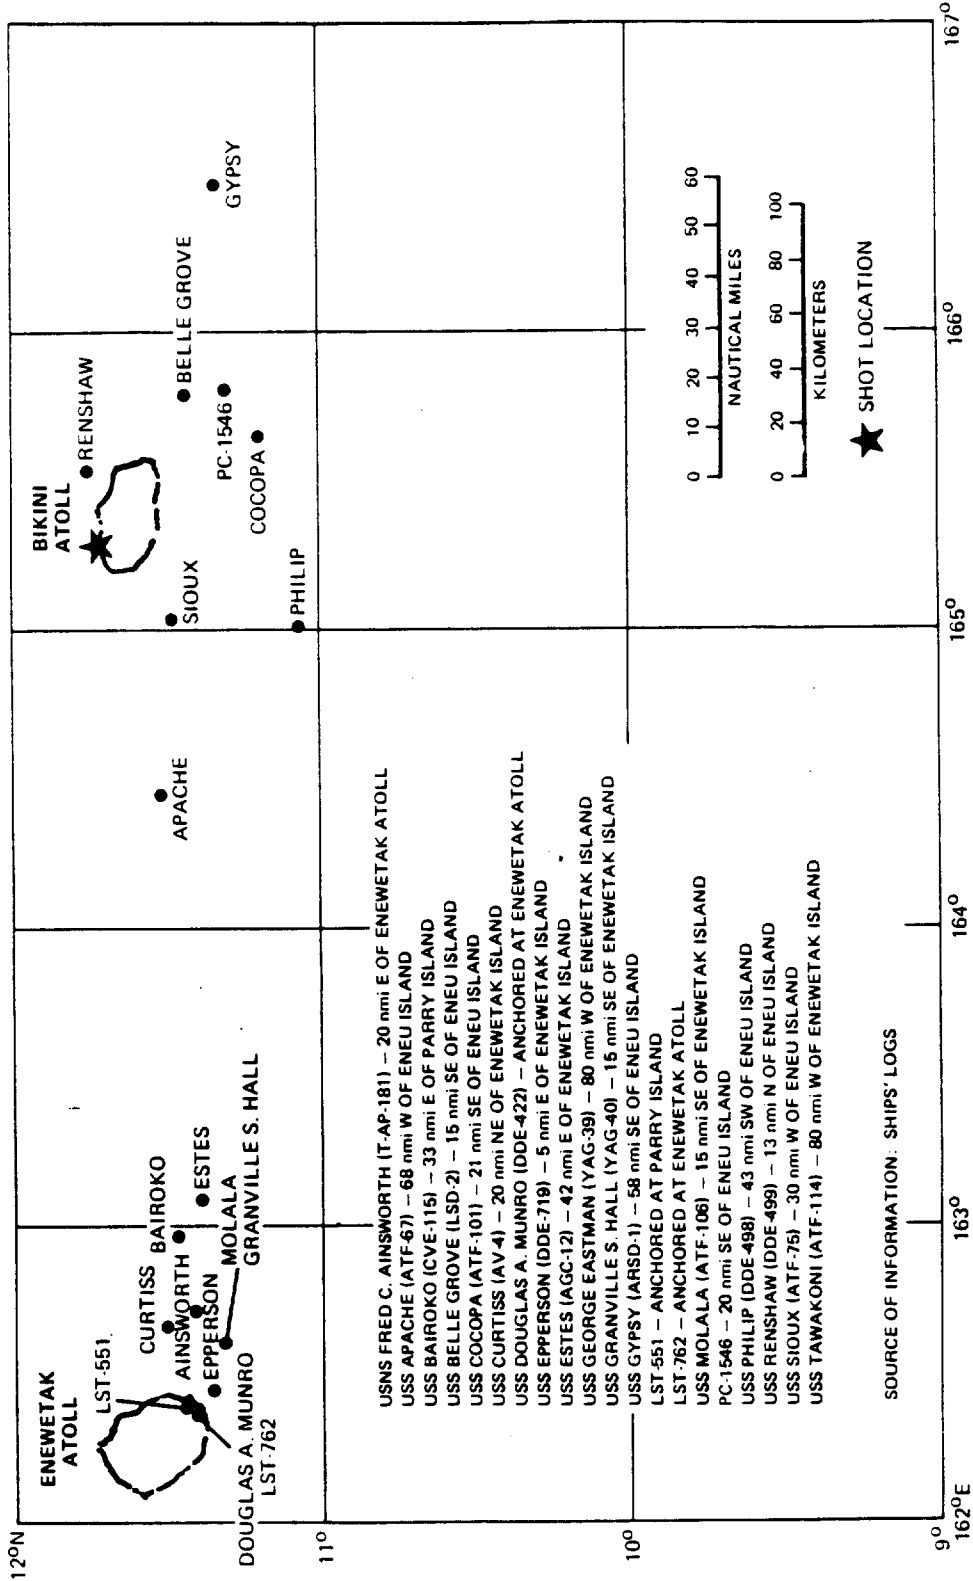 12°N
11°
10°
9°
162°E
163°
164°
165°
166°
167°
ENEWETAK
ATOLL
LST-551
CURTISS
BAIROKO
AINSWORTH
EPPERSON
ESTES
MOLALA
GRANVILLE S. HALL
DOUGLAS A. MUNRO
LST-762
APACHE
BIKINI
ATOLL
RENSHAW
SIOUX
BELLE GROVE
PC-1546
COCOPA
PHILIP
GYPSY
USNS FRED C. AINSWORTH (T-AP-181) – 20 nmi E OF ENEWETAK ATOLL
USS APACHE (ATF-67) – 68 nmi W OF ENEU ISLAND
USS BAIROKO (CVE-115) – 33 nmi E OF PARRY ISLAND
USS BELLE GROVE (LSD-2) – 15 nmi SE OF ENEU ISLAND
USS COCOPA (ATF-101) – 21 nmi SE OF ENEU ISLAND
USS CURTISS (AV-4) – 20 nmi NE OF ENEWETAK ISLAND
USS DOUGLAS A. MUNRO (DDE-422) – ANCHORED AT ENEWETAK ATOLL
USS EPPERSON (DDE-719) – 5 nmi E OF ENEWETAK ISLAND
USS ESTES (AGC-12) – 42 nmi E OF ENEWETAK ISLAND
USS GEORGE EASTMAN (YAG-39) – 80 nmi W OF ENEWETAK ISLAND
USS GRANVILLE S. HALL (YAG-40) – 15 nmi SE OF ENEWETAK ISLAND
USS GYPSY (ARSD-1) – 58 nmi SE OF ENEU ISLAND
LST-551 – ANCHORED AT PARRY ISLAND
LST-762 – ANCHORED AT ENEWETAK ATOLL
USS MOLALA (ATF-106) – 15 nmi SE OF ENEWETAK ISLAND
PC-1546 – 20 nmi SE OF ENEU ISLAND
USS PHILIP (DDE-498) – 43 nmi SW OF ENEU ISLAND
USS RENSHAW (DDE-499) – 13 nmi N OF ENEU ISLAND
USS SIOUX (ATF-75) – 30 nmi W OF ENEU ISLAND
USS TAWAKONI (ATF-114) – 80 nmi W OF ENEWETAK ISLAND
SOURCE OF INFORMATION: SHIPS' LOGS
0 10 20 30 40 50 60
NAUTICAL MILES
0 20 40 60 80 100
KILOMETERS
SHOT LOCATION